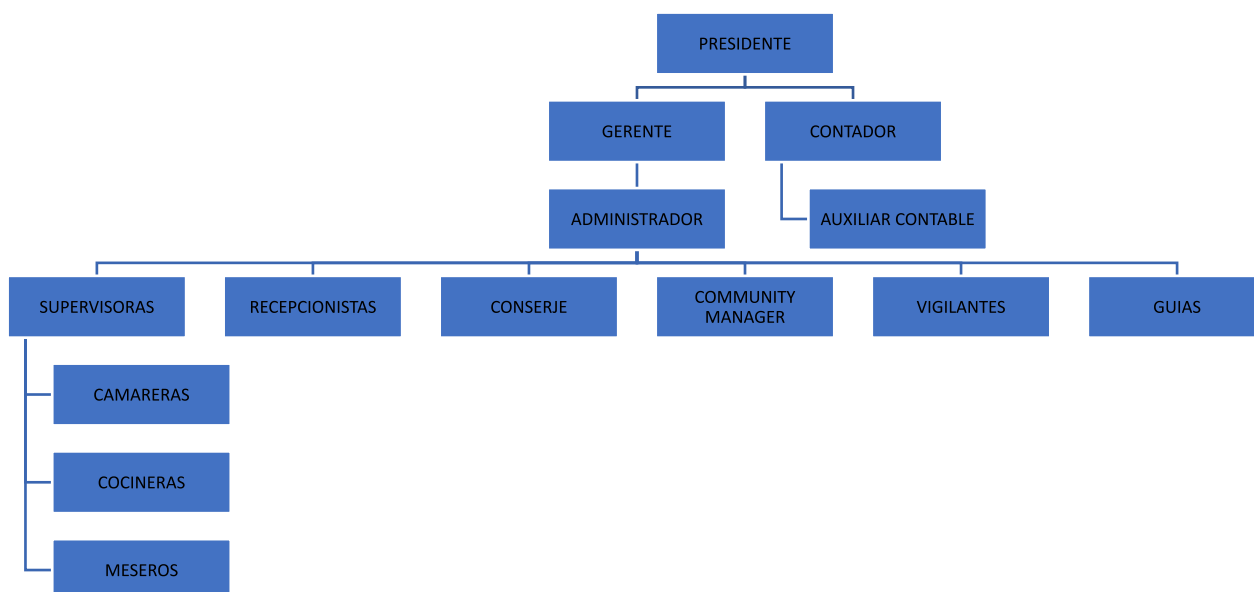 PRESIDENTE
GERENTE
CONTADOR
ADMINISTRADOR
AUXILIAR CONTABLE
SUPERVISORAS
RECEPCIONISTAS
CONSERJE
COMMUNITY
MANAGER
VIGILANTES
GUIAS
CAMARERAS
COCINERAS
MESEROS